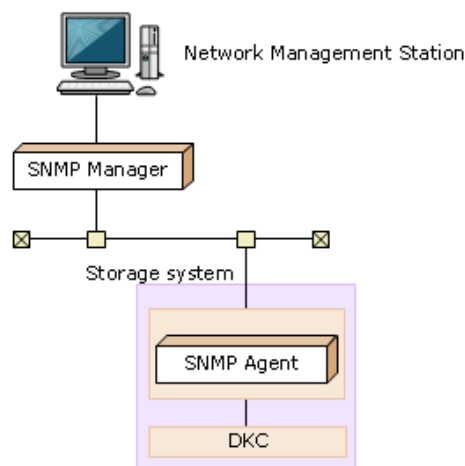 Network Management Station
SNMP Manager
Storage system
SNMP Agent
DKC